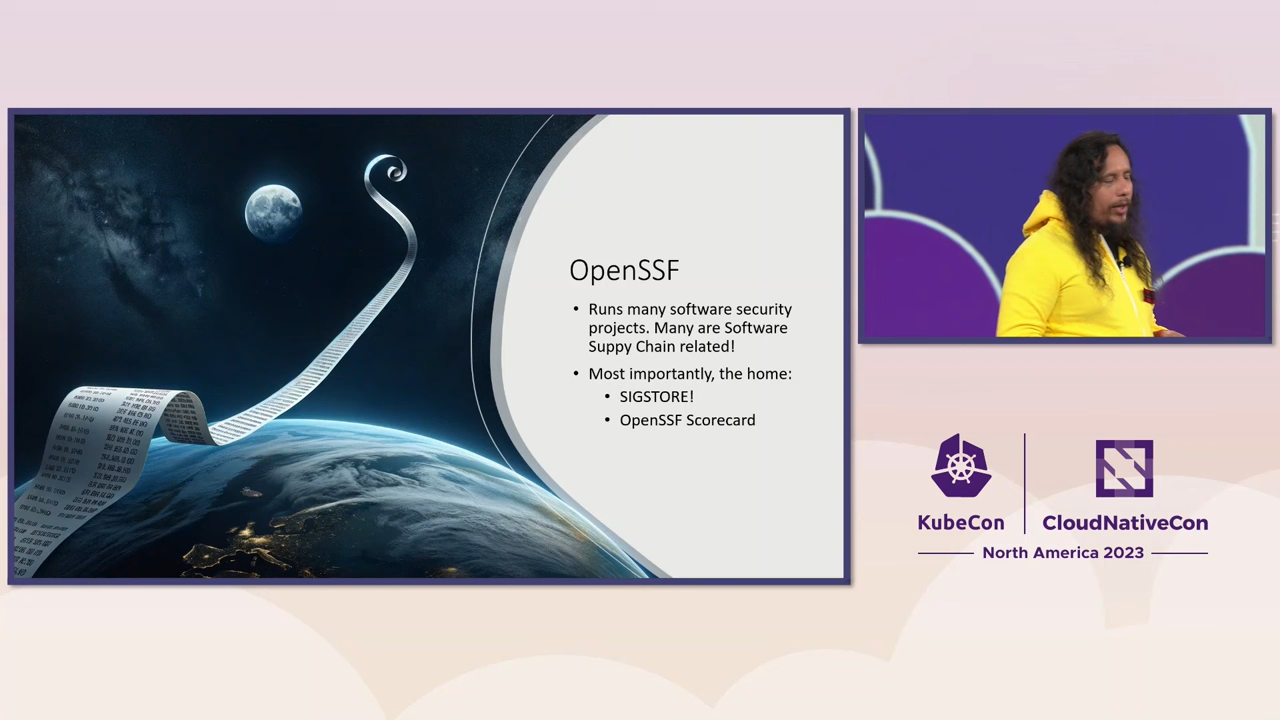 OpenSSF
• Runs many software security
projects. Many are Software
Suppy Chain related!
• Most importantly, the home:
• SIGSTORE!
• OpenSSF Scorecard
KubeCon
CloudNativeCon
North America 2023